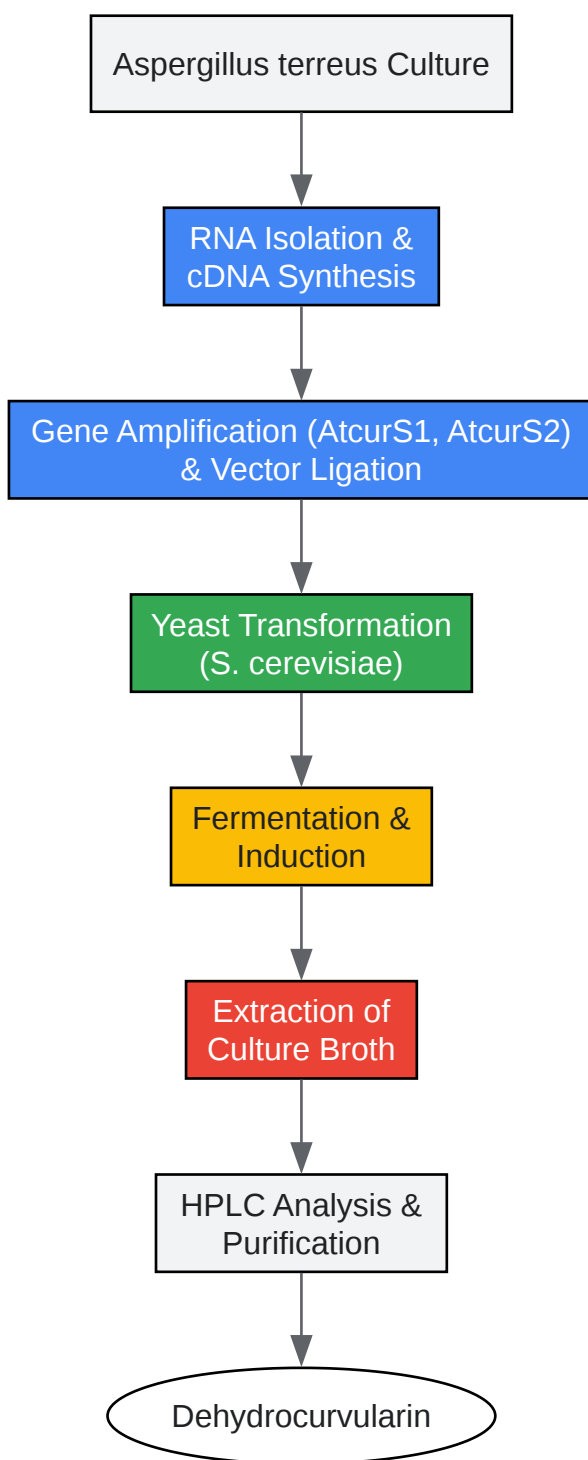 Aspergillus terreus Culture
RNA Isolation &
cDNA Synthesis
Gene Amplification (AtcurS1, AtcurS2)
& Vector Ligation
Yeast Transformation
(S. cerevisiae)
Fermentation &
Induction
Extraction of
Culture Broth
HPLC Analysis &
Purification
Dehydrocurvularin